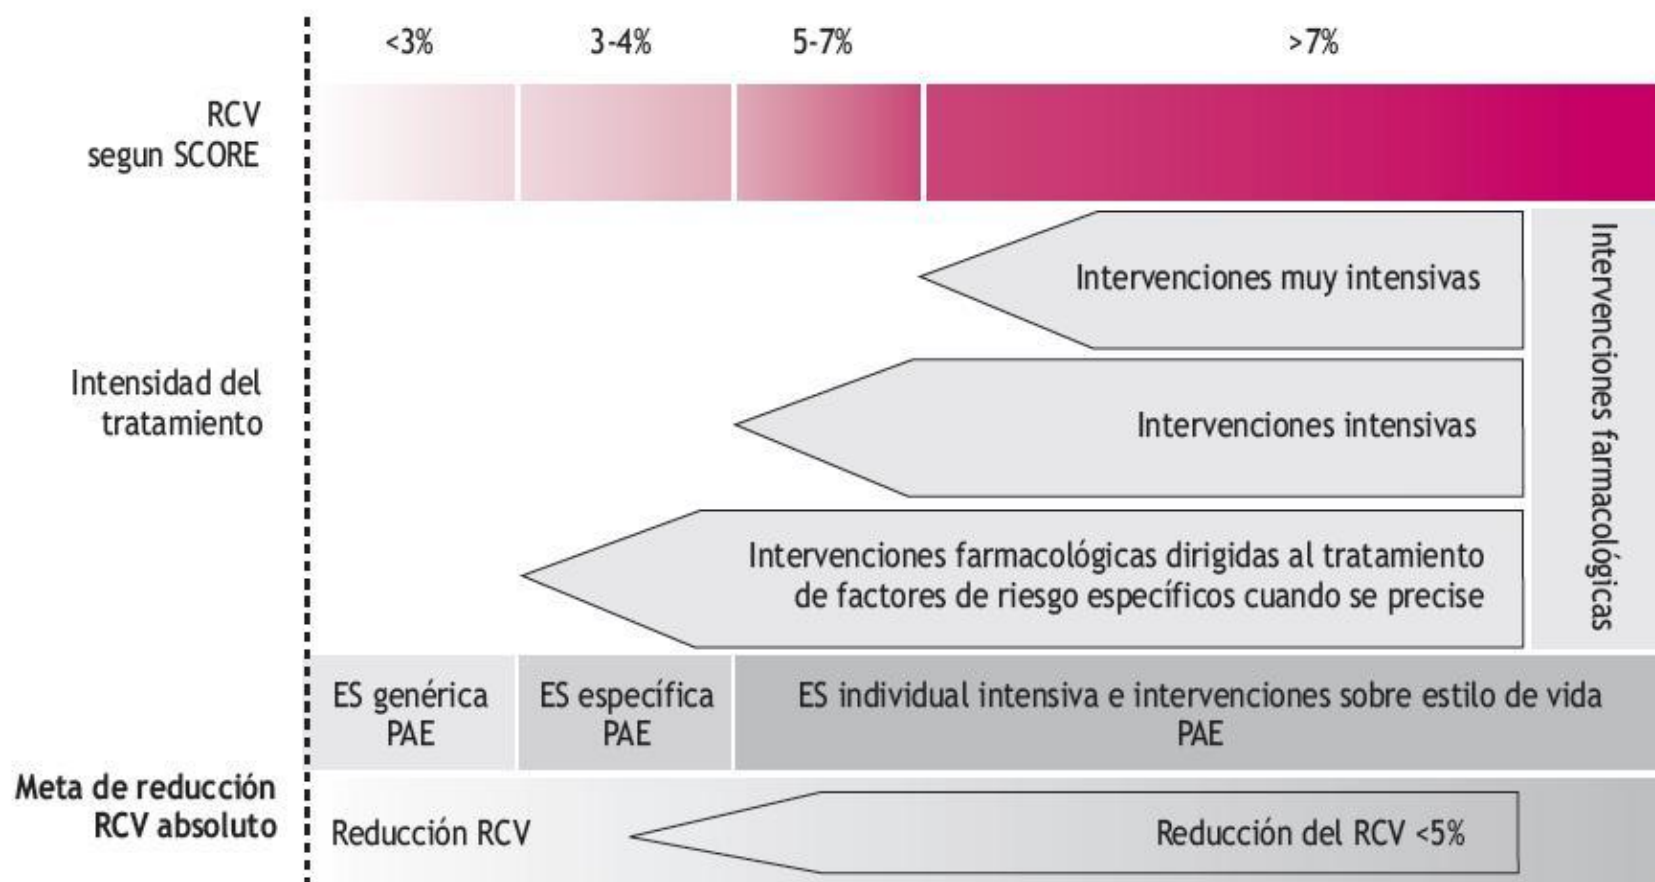 <3%
3-4%
5-7%
>7%
RCV
segun SCORE
Intervenciones muy intensivas
Intervenciones farmacológicas
Intensidad del
tratamiento
Intervenciones intensivas
Intervenciones farmacológicas dirigidas al tratamiento
de factores de riesgo específicos cuando se precise
ES genérica
PAE
ES específica
PAE
ES individual intensiva e intervenciones sobre estilo de vida
PAE
Meta de reducción
RCV absoluto
Reducción RCV
Reducción del RCV <5%